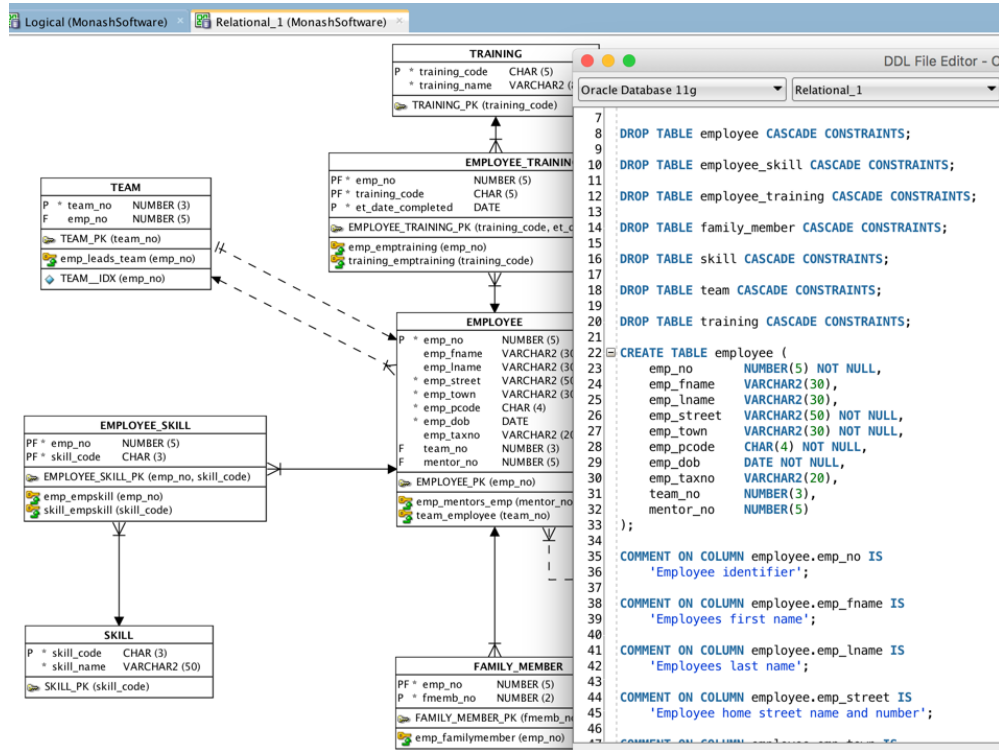 Logical (MonashSoftware) ×
Relational_1 (MonashSoftware) ×
TRAINING
P * training_code CHAR (5)
* training_name VARCHAR2 (
TRAINING_PK (training_code)
EMPLOYEE_TRAININ
PF * emp_no NUMBER (5)
PF * training_code CHAR (5)
P * et_date_completed DATE
EMPLOYEE_TRAINING_PK (training_code, et_
emp_emptraining (emp_no)
training_emptraining (training_code)
TEAM
P * team_no NUMBER (3)
F emp_no NUMBER (5)
TEAM_PK (team_no)
emp_leads_team (emp_no)
TEAM__IDX (emp_no)
EMPLOYEE
P * emp_no NUMBER (5)
emp_fname VARCHAR2 (30
emp_lname VARCHAR2 (30
* emp_street VARCHAR2 (50
* emp_town VARCHAR2 (30
* emp_pcode CHAR (4)
* emp_dob DATE
emp_taxno VARCHAR2 (20
F team_no NUMBER (3)
F mentor_no NUMBER (5)
EMPLOYEE_PK (emp_no)
emp_mentors_emp (mentor_no
team_employee (team_no)
EMPLOYEE_SKILL
PF * emp_no NUMBER (5)
PF * skill_code CHAR (3)
EMPLOYEE_SKILL_PK (emp_no, skill_code)
emp_empskill (emp_no)
skill_empskill (skill_code)
SKILL
P * skill_code CHAR (3)
* skill_name VARCHAR2 (50)
SKILL_PK (skill_code)
FAMILY_MEMBER
PF * emp_no NUMBER (5)
P * fmemb_no NUMBER (2)
FAMILY_MEMBER_PK (fmemb_n
emp_familymember (emp_no)
DDL File Editor -
Oracle Database 11g
Relational_1
7
8 DROP TABLE employee CASCADE CONSTRAINTS;
9
10 DROP TABLE employee_skill CASCADE CONSTRAINTS;
11
12 DROP TABLE employee_training CASCADE CONSTRAINTS;
13
14 DROP TABLE family_member CASCADE CONSTRAINTS;
15
16 DROP TABLE skill CASCADE CONSTRAINTS;
17
18 DROP TABLE team CASCADE CONSTRAINTS;
19
20 DROP TABLE training CASCADE CONSTRAINTS;
21
22 CREATE TABLE employee (
23 emp_no NUMBER(5) NOT NULL,
24 emp_fname VARCHAR2(30),
25 emp_lname VARCHAR2(30),
26 emp_street VARCHAR2(50) NOT NULL,
27 emp_town VARCHAR2(30) NOT NULL,
28 emp_pcode CHAR(4) NOT NULL,
29 emp_dob DATE NOT NULL,
30 emp_taxno VARCHAR2(20),
31 team_no NUMBER(3),
32 mentor_no NUMBER(5)
33 );
34
35 COMMENT ON COLUMN employee.emp_no IS
36 'Employee identifier';
37
38 COMMENT ON COLUMN employee.emp_fname IS
39 'Employees first name';
40
41 COMMENT ON COLUMN employee.emp_lname IS
42 'Employees last name';
43
44 COMMENT ON COLUMN employee.emp_street IS
45 'Employee home street name and number';
46
47 COMMENT ON COLUMN employee.emp_town IS